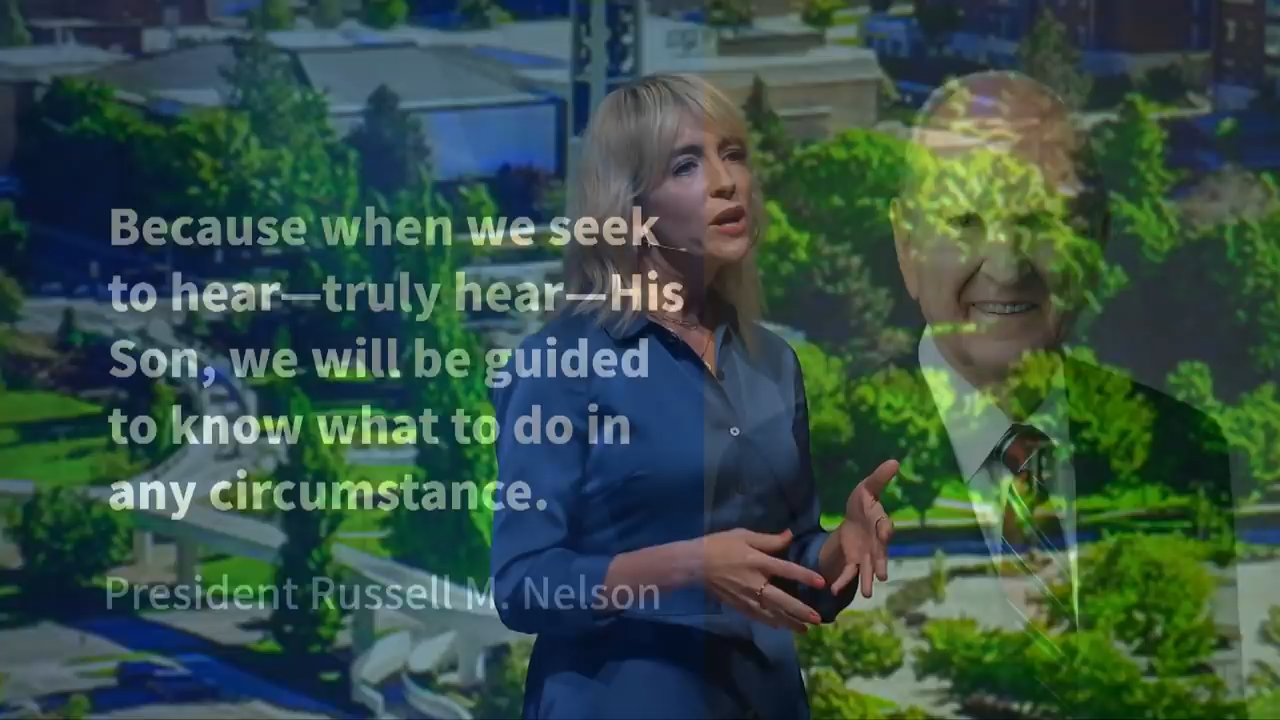 Because when we seek
to hear—truly hear—His
Son, we will be guided
to know what to do in
any circumstance.
President Russell M. Nelson